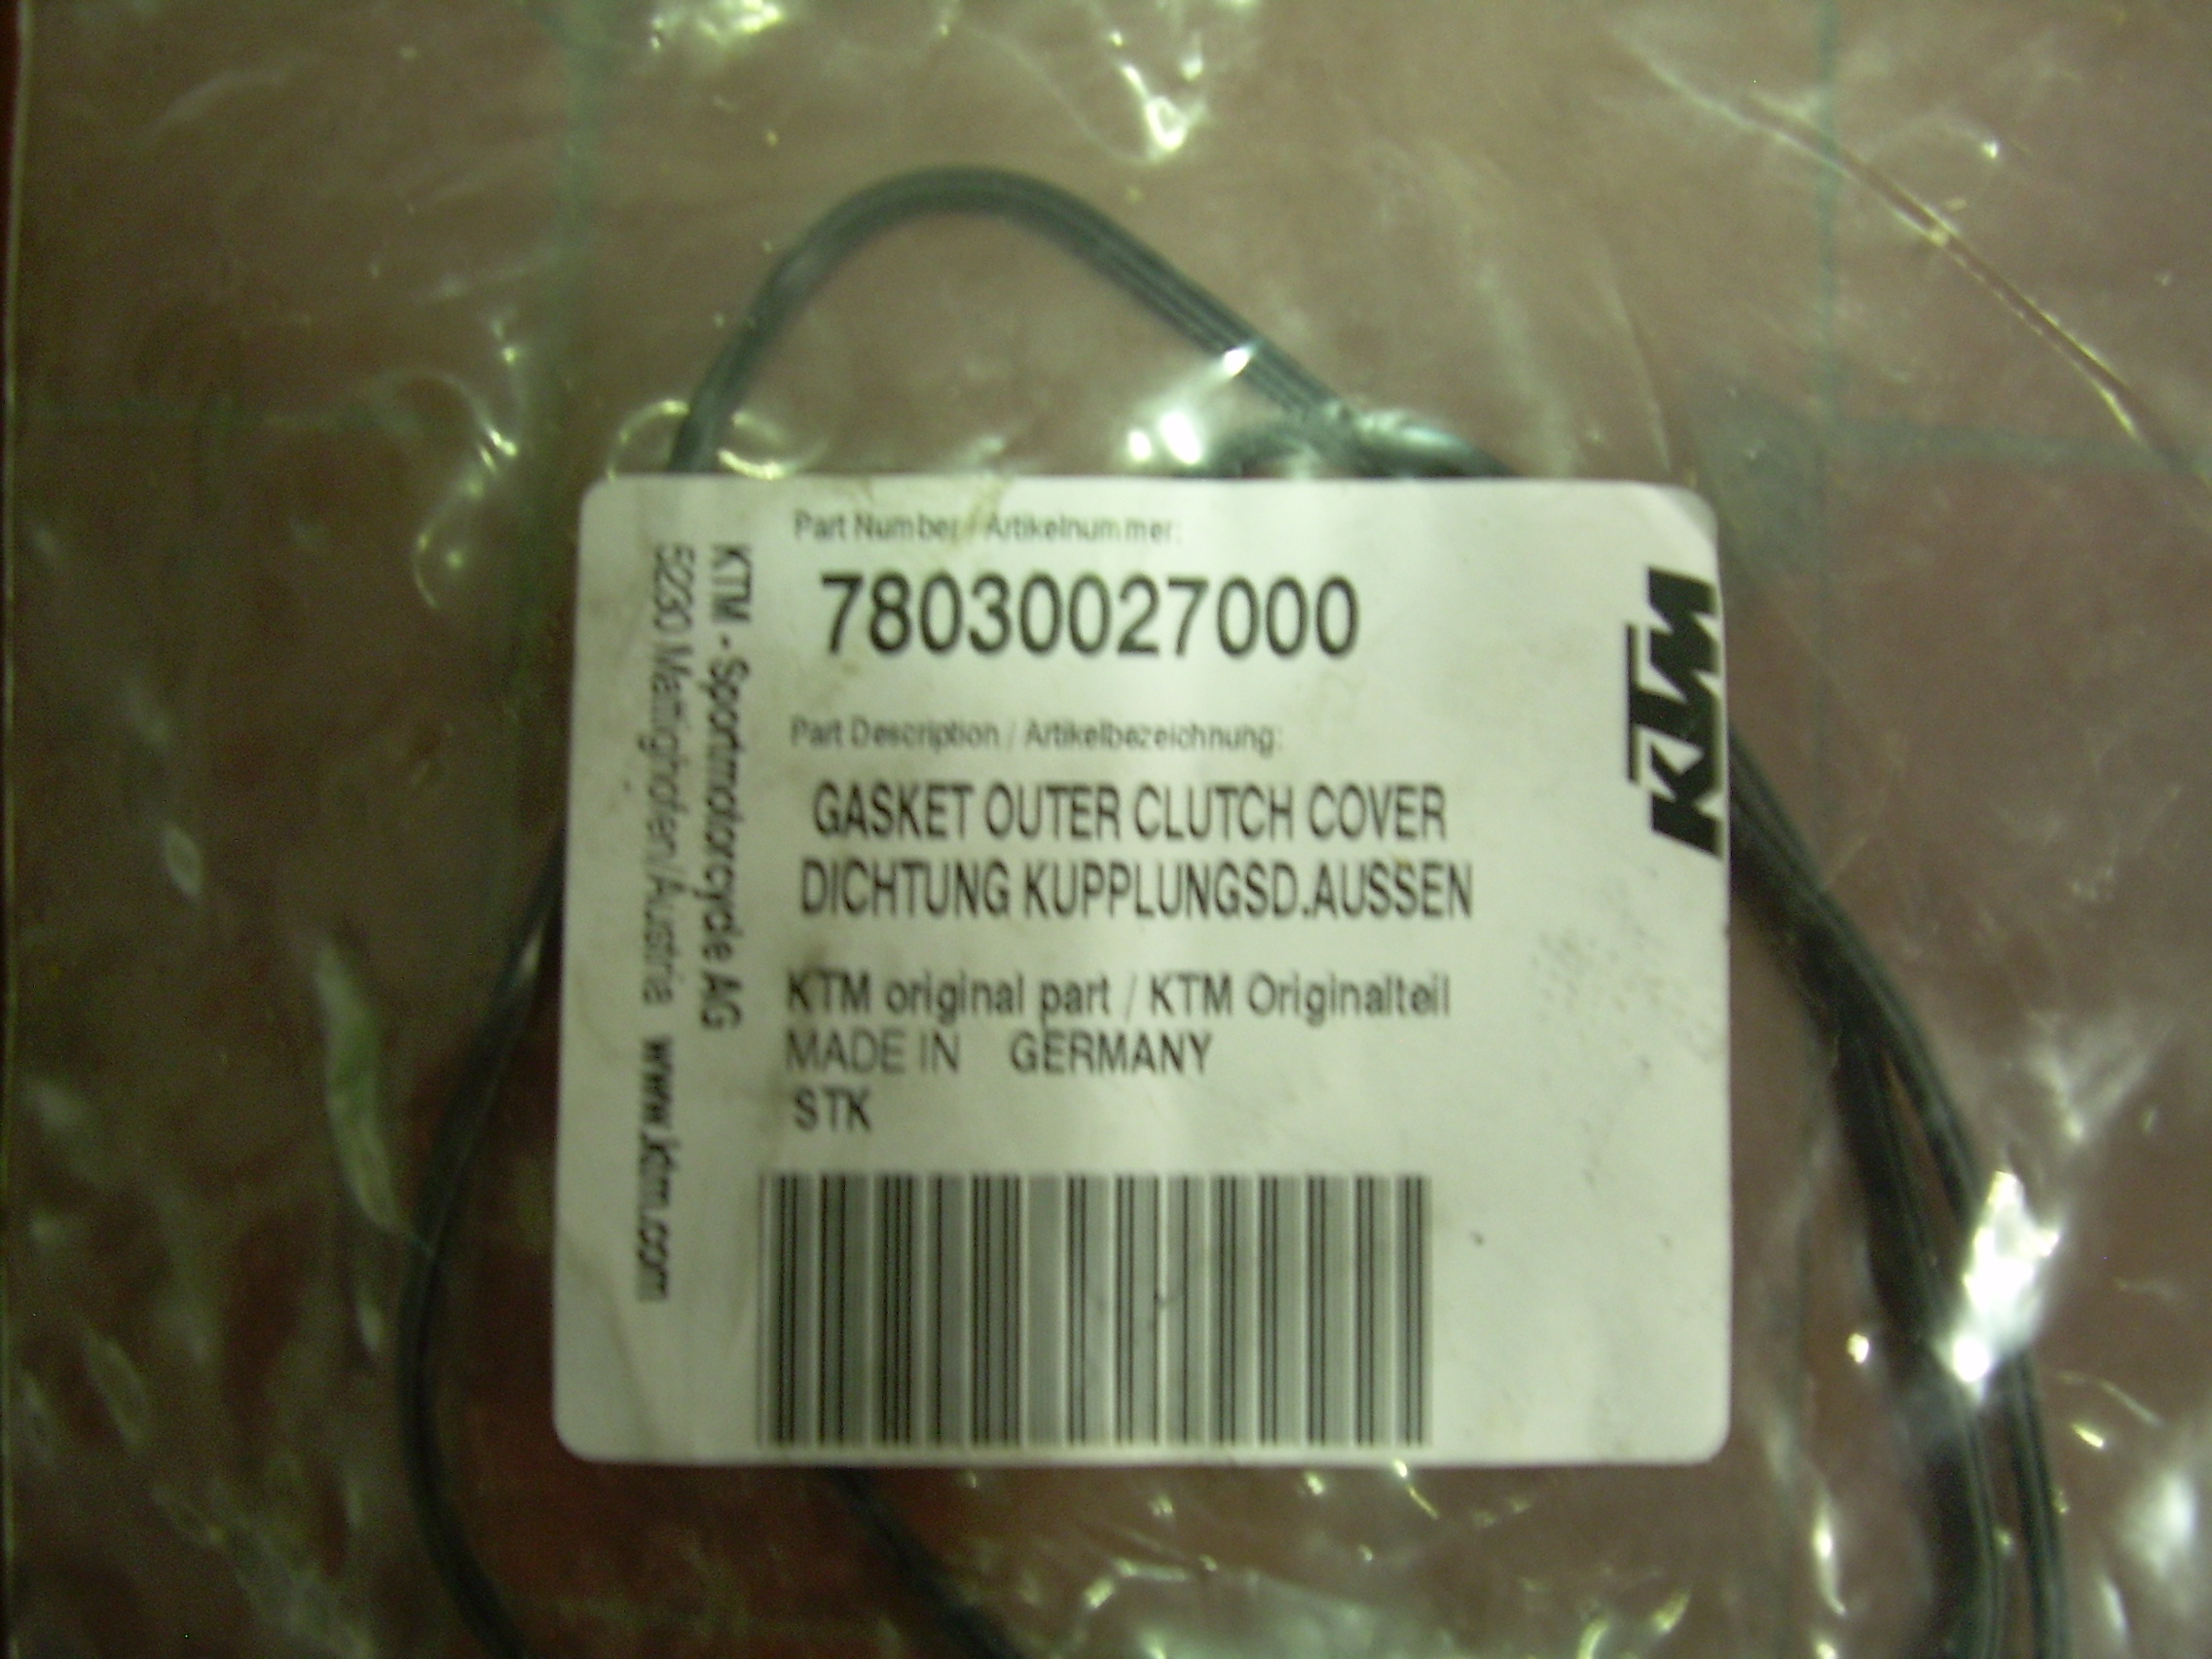 Part Number / Artikelnummer:
78030027000
Part Description / Artikelbezeichnung:
GASKET OUTER CLUTCH COVER
DICHTUNG KUPPLUNGSD.AUSSEN
KTM original part / KTM Originalteil
MADE IN GERMANY
STK
KTM - Sportmotorcycle AG
5230 Mattighofen/Austria www.ktm.com
KTM